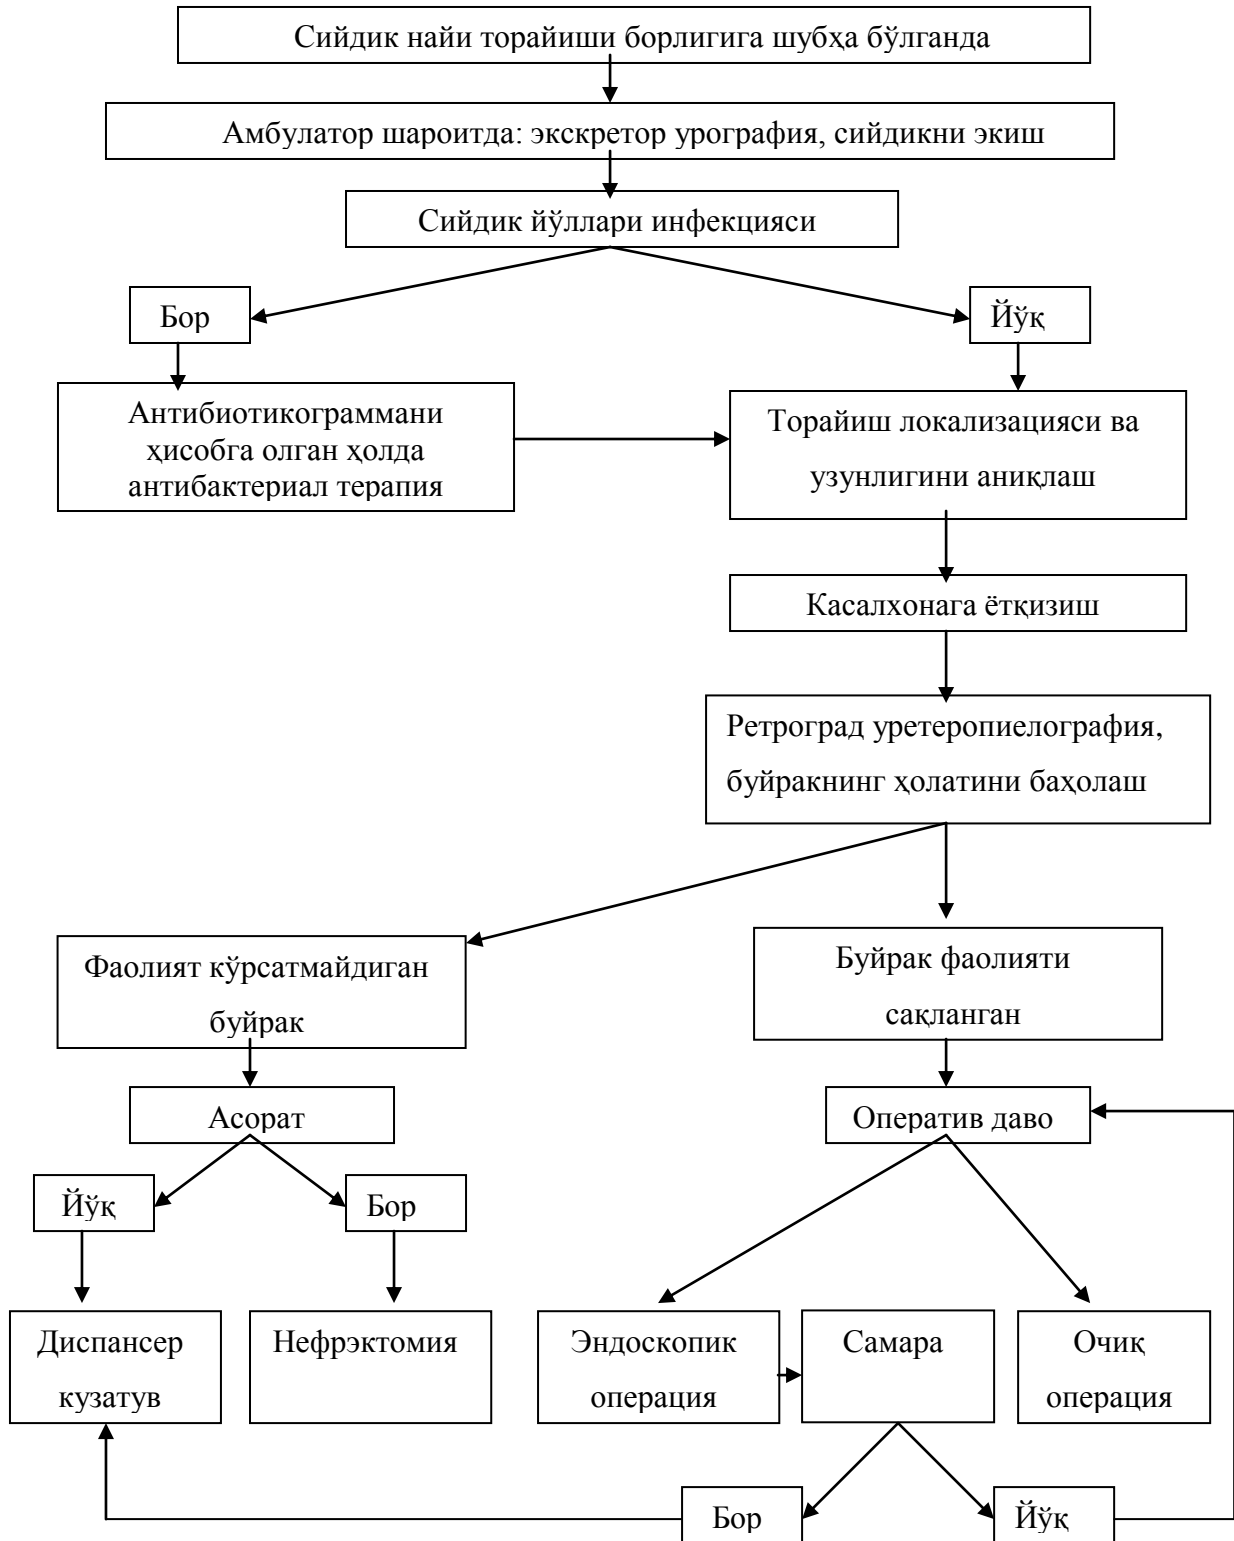 Сийдик найи торайиши борлигига шубҳа бўлганда
Амбулатор шароитда: экскретор урография, сийдикни экиш
Сийдик йўллари инфекцияси
Бор
Йўқ
Антибиотикограммани
ҳисобга олган ҳолда
антибактериал терапия
Торайиш локализацияси ва
узунлигини аниқлаш
Касалхонага ётқизиш
Ретроград уретеропиелография,
буйракнинг ҳолатини баҳолаш
Фаолият кўрсатмайдиган
буйрак
Буйрак фаолияти
сақланган
Асорат
Оператив даво
Йўқ
Бор
Диспансер
кузатув
Нефрэктомия
Эндоскопик
операция
Самара
Очиқ
операция
Бор
Йўқ